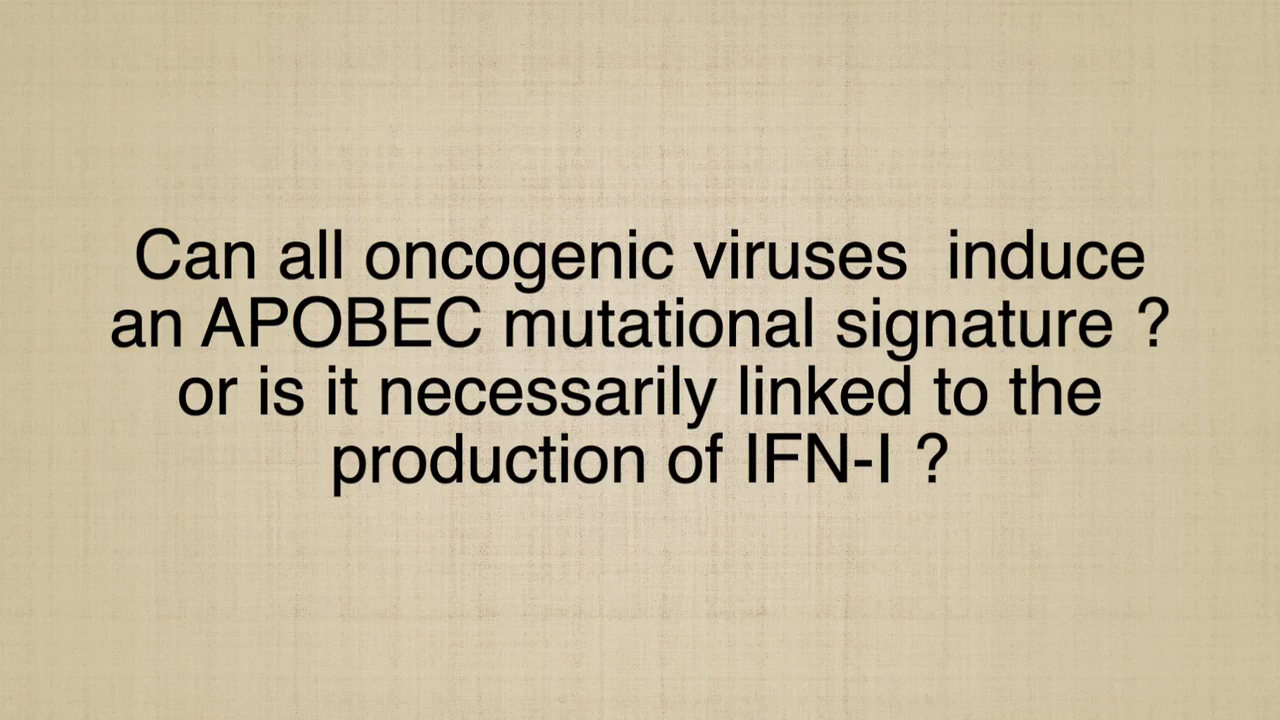 Can all oncogenic viruses  induce
an APOBEC mutational signature ?
or is it necessarily linked to the
production of IFN-I ?